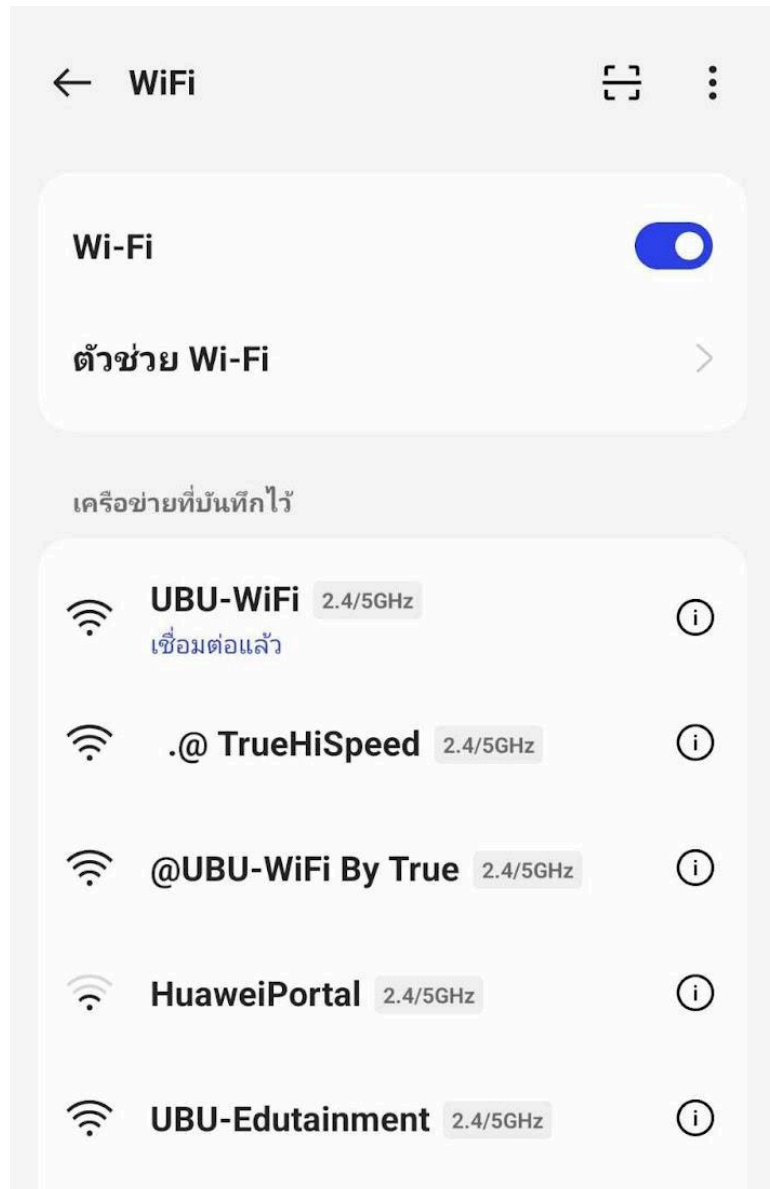 WiFi
Wi-Fi
ตัวช่วย Wi-Fi
เครือข่ายที่บันทึกไว้
UBU-WiFi 2.4/5GHz
เชื่อมต่อแล้ว
.@ TrueHiSpeed 2.4/5GHz
@UBU-WiFi By True 2.4/5GHz
HuaweiPortal 2.4/5GHz
UBU-Edutainment 2.4/5GHz